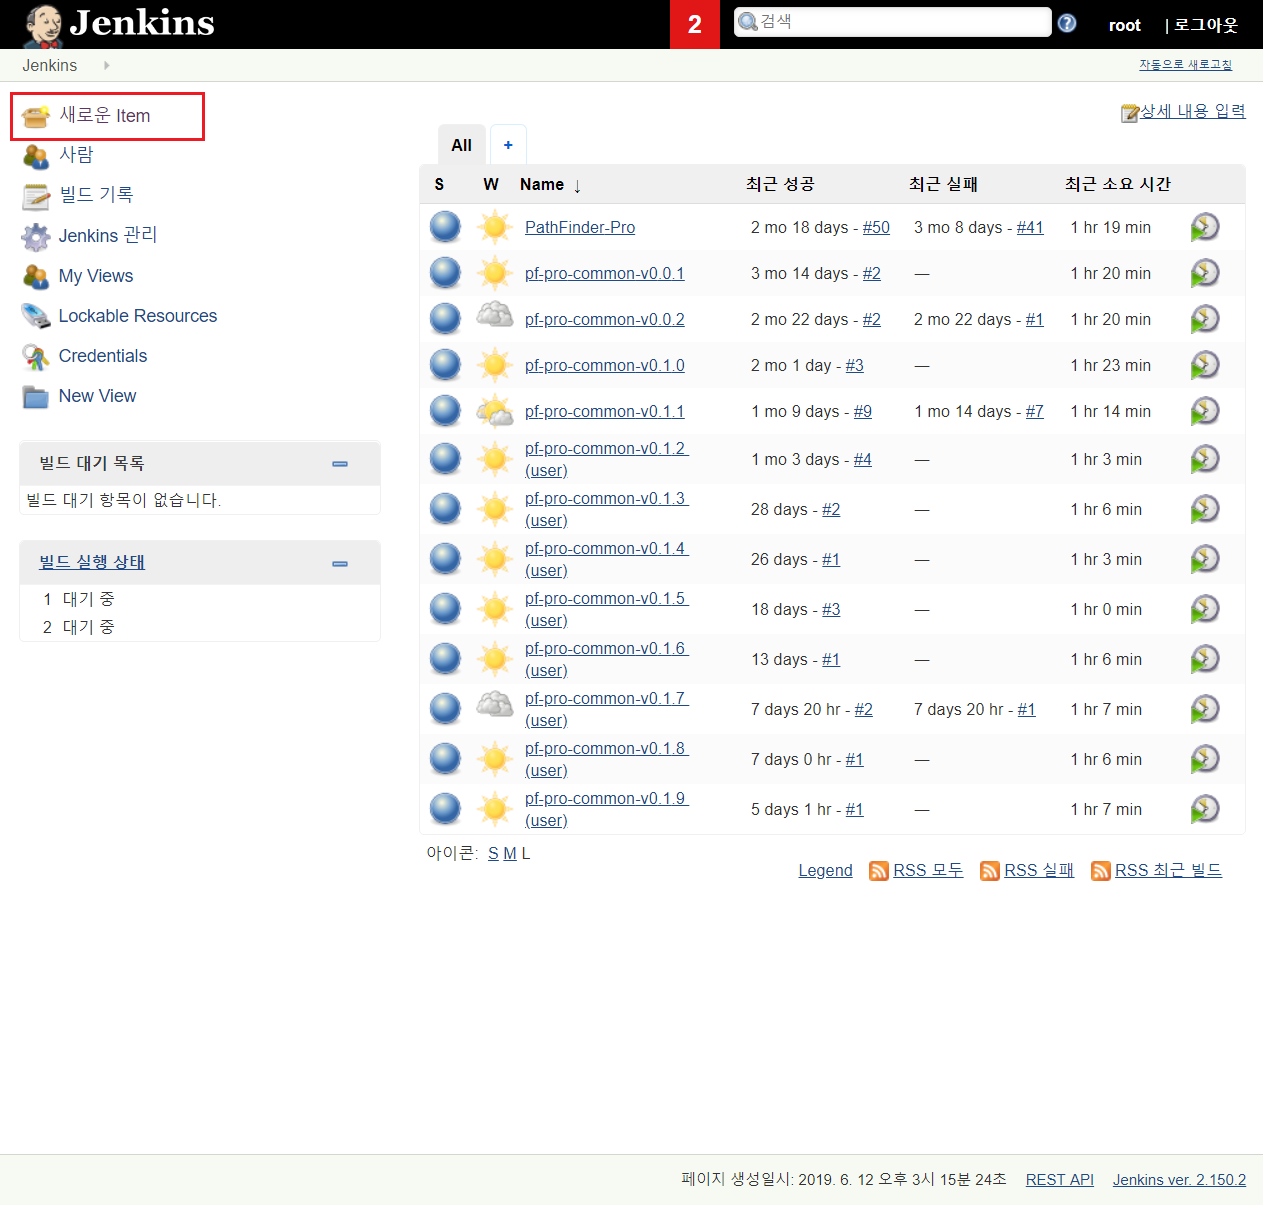 Jenkins
2 검색 root | 로그아웃
Jenkins
자동으로 새로고침
새로운 Item
사람
빌드 기록
Jenkins 관리
My Views
Lockable Resources
Credentials
New View
빌드 대기 목록
빌드 대기 항목이 없습니다.
빌드 실행 상태
1 대기 중
2 대기 중
상세 내용 입력
All +
S W Name ↓ 최근 성공 최근 실패 최근 소요 시간
PathFinder-Pro 2 mo 18 days - #50 3 mo 8 days - #41 1 hr 19 min
pf-pro-common-v0.0.1 3 mo 14 days - #2 — 1 hr 20 min
pf-pro-common-v0.0.2 2 mo 22 days - #2 2 mo 22 days - #1 1 hr 20 min
pf-pro-common-v0.1.0 2 mo 1 day - #3 — 1 hr 23 min
pf-pro-common-v0.1.1 1 mo 9 days - #9 1 mo 14 days - #7 1 hr 14 min
pf-pro-common-v0.1.2
(user) 1 mo 3 days - #4 — 1 hr 3 min
pf-pro-common-v0.1.3
(user) 28 days - #2 — 1 hr 6 min
pf-pro-common-v0.1.4
(user) 26 days - #1 — 1 hr 3 min
pf-pro-common-v0.1.5
(user) 18 days - #3 — 1 hr 0 min
pf-pro-common-v0.1.6
(user) 13 days - #1 — 1 hr 6 min
pf-pro-common-v0.1.7
(user) 7 days 20 hr - #2 7 days 20 hr - #1 1 hr 7 min
pf-pro-common-v0.1.8
(user) 7 days 0 hr - #1 — 1 hr 6 min
pf-pro-common-v0.1.9
(user) 5 days 1 hr - #1 — 1 hr 7 min
아이콘: S M L
Legend RSS 모두 RSS 실패 RSS 최근 빌드
페이지 생성일시: 2019. 6. 12 오후 3시 15분 24초 REST API Jenkins ver. 2.150.2